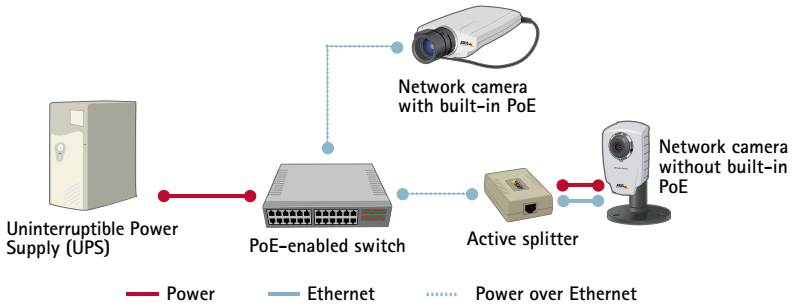 Network camera
with built-in PoE
Network camera
without built-in
PoE
Uninterruptible Power
Supply (UPS)
PoE-enabled switch
Active splitter
Power
Ethernet
Power over Ethernet